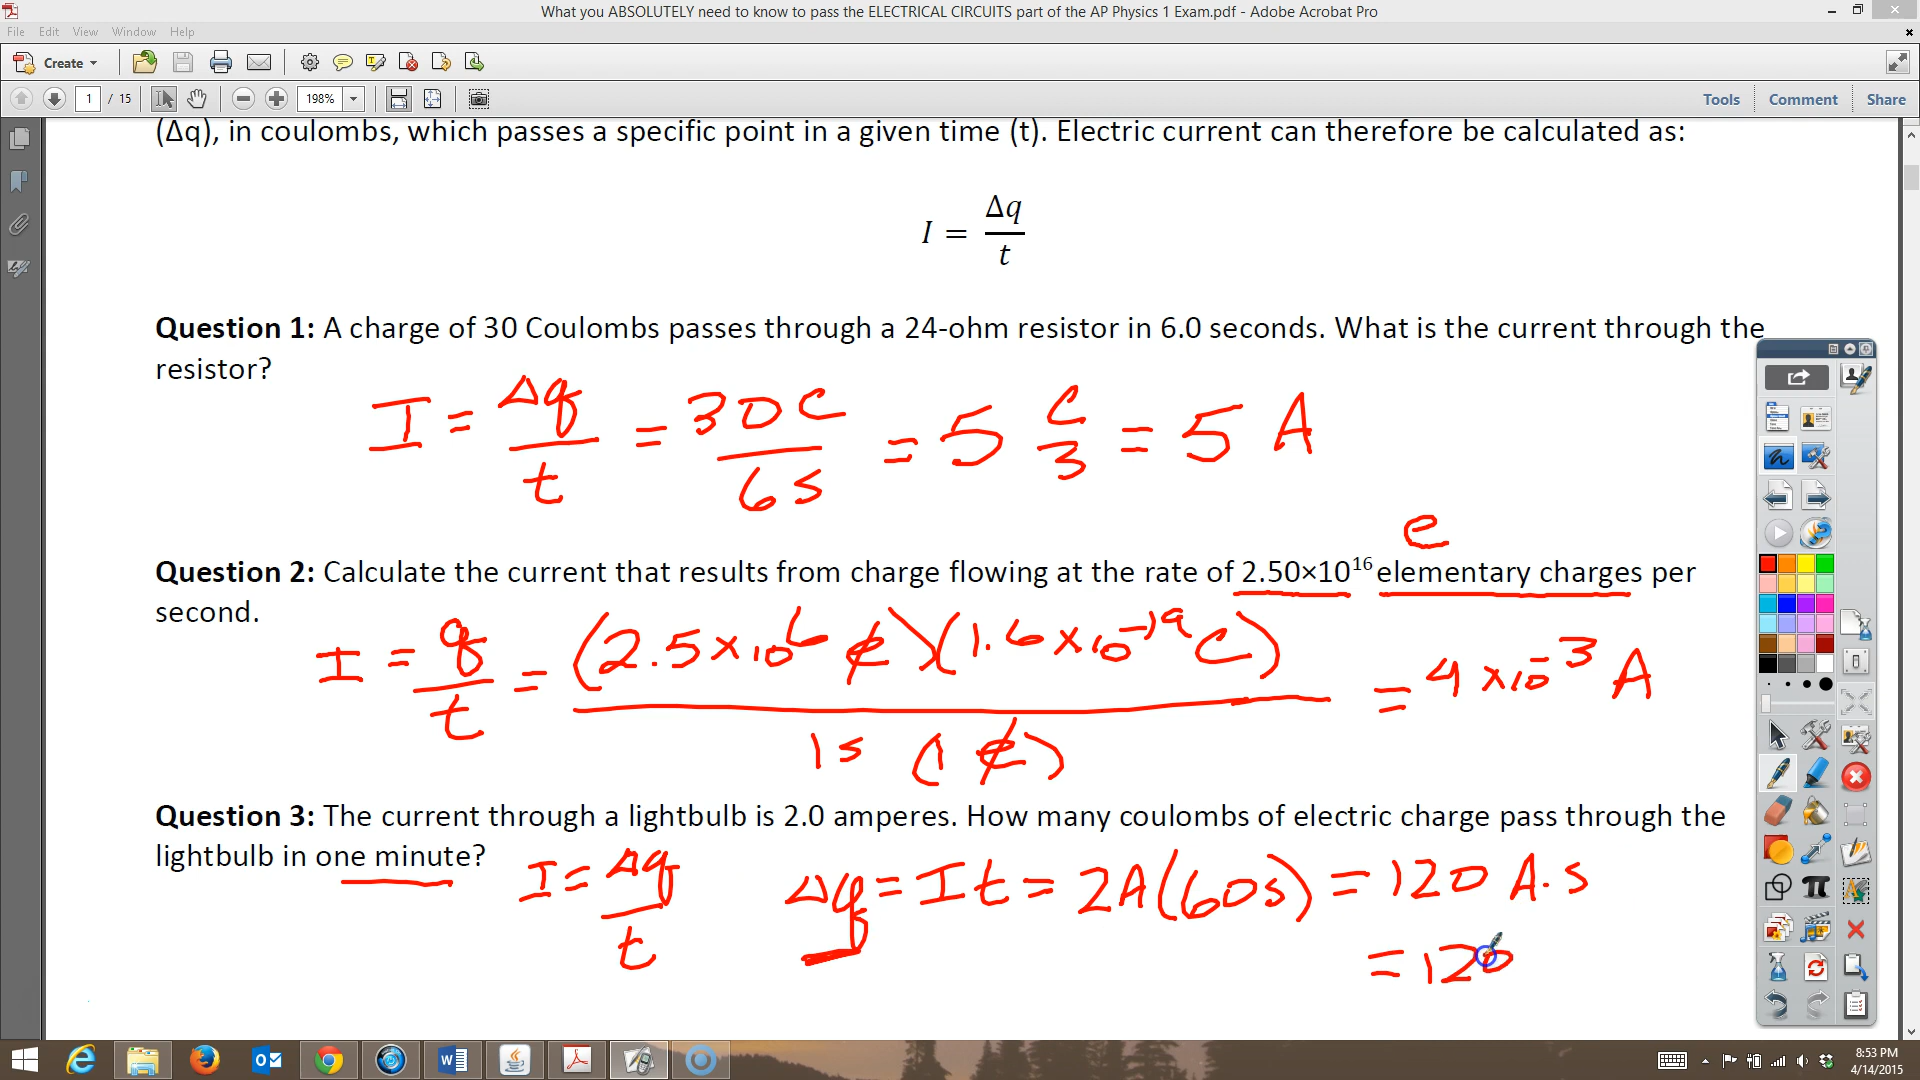 What you ABSOLUTELY need to know to pass the ELECTRICAL CIRCUITS part of the AP Physics 1 Exam.pdf - Adobe Acrobat Pro
File Edit View Window Help
Create
1 / 15 198% Tools Comment Share
(Δq), in coulombs, which passes a specific point in a given time (t). Electric current can therefore be calculated as:
I = Δq/t
Question 1: A charge of 30 Coulombs passes through a 24-ohm resistor in 6.0 seconds. What is the current through the
resistor?
I = Δq/t = 30 C/6 s = 5 C/s = 5 A
e
Question 2: Calculate the current that results from charge flowing at the rate of 2.50×10¹⁶ elementary charges per
second.
I = q/t = (2.5 x 10⁶ e)(1.6 x 10⁻¹⁹ C)/1 s (1 e) = 4 x 10⁻³ A
Question 3: The current through a lightbulb is 2.0 amperes. How many coulombs of electric charge pass through the
lightbulb in one minute?
I = Δq/t Δq = It = 2A(60s) = 120 A·s
= 120
8:53 PM
4/14/2015